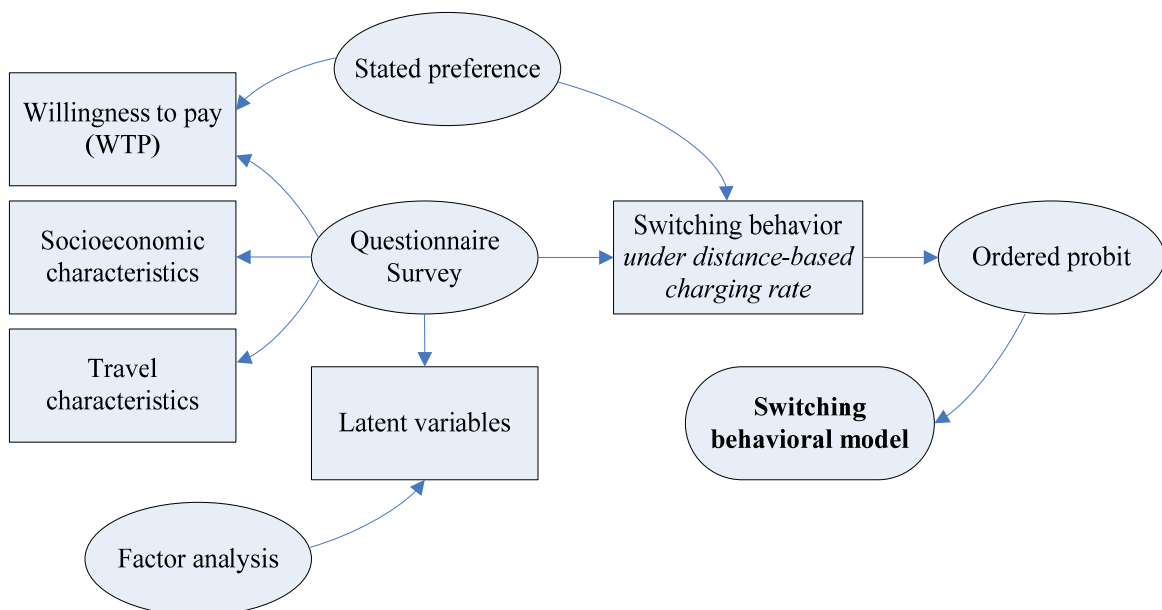 Stated preference
Willingness to pay
(WTP)
Socioeconomic
characteristics
Questionnaire
Survey
Switching behavior
under distance-based
charging rate
Ordered probit
Travel
characteristics
Latent variables
Switching
behavioral model
Factor analysis